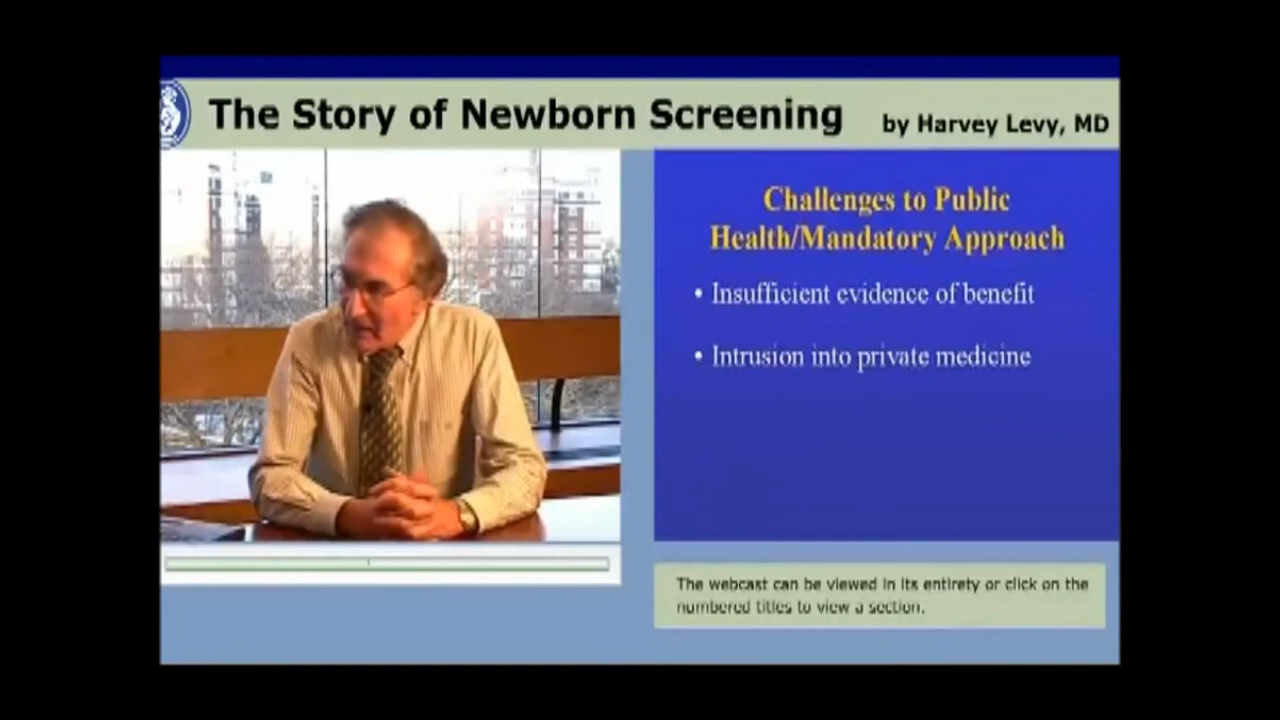 The Story of Newborn Screening
by Harvey Levy, MD
Challenges to Public
Health/Mandatory Approach
• Insufficient evidence of benefit
• Intrusion into private medicine
The webcast can be viewed in its entirety or click on the
numbered titles to view a section.